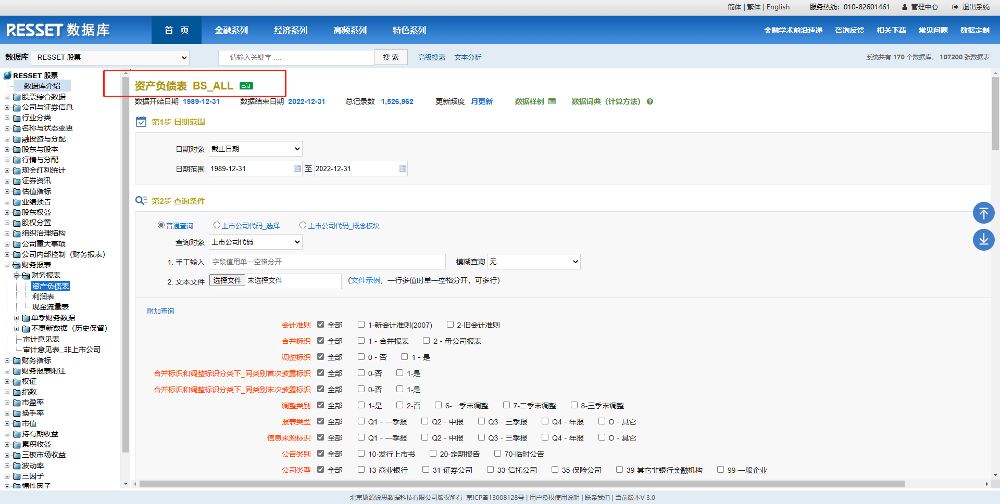 简体 | 繁体 | English 服务热线：010-82601461 管理中心 退出系统
RESSET 数据库 首 页 金融系列 经济系列 高频系列 特色系列 金融学术前沿速递 咨询反馈 相关下载 常见问题 数据定制
数据库 RESSET 股票 - 请输入关键字 .... 搜 索 高级搜索 文本分析 系统共有 170 个数据库， 107200 张数据表
RESSET 股票
数据库介绍
股票综合数据
公司与证券信息
行业分类
名称与状态变更
融投资与分配
股东与股本
行情与分配
现金红利统计
证券资讯
估值指标
业绩预告
股东权益
股权分置
组织治理结构
公司重大事项
公司内部控制（财务报表）
财务报表
财务报表
资产负债表
利润表
现金流量表
单季财务数据
不更新数据（历史保留）
审计意见表
审计意见表_非上市公司
财务指标
财务报表附注
权证
指数
市盈率
换手率
市值
持有期收益
累积收益
三板市场收益
波动率
三因子
惯性因子
资产负债表 BS_ALL 已订
数据开始日期 1989-12-31 数据结束日期 2022-12-31 总记录数 1,526,962 更新频度 月更新 数据样例 数据词典（计算方法）
第1步 日期范围
日期对象 截止日期
日期范围 1989-12-31 至 2022-12-31
第2步 查询条件
普通查询 上市公司代码_选择 上市公司代码_概念板块
查询对象 上市公司代码
1. 手工输入 字段值用单一空格分开 模糊查询 无
2. 文本文件 选择文件 未选择文件 （文件示例，一行多值时单一空格分开，可多行）
附加查询
会计准则 全部 1-新会计准则(2007) 2-旧会计准则
合并标识 全部 1 - 合并报表 2 - 母公司报表
调整标识 全部 0 - 否 1 - 是
合并标识和调整标识分类下_同类别首次披露标识 全部 0-否 1-是
合并标识和调整标识分类下_同类别末次披露标识 全部 0-否 1-是
调整类别 全部 1-是 2-否 6-一季末调整 7-二季末调整 8-三季末调整
报表类型 全部 Q1 - 一季报 Q2 - 中报 Q3 - 三季报 Q4 - 年报 O - 其它
信息来源标识 全部 Q1 - 一季报 Q2 - 中报 Q3 - 三季报 Q4 - 年报 O - 其它
公告类别 全部 10-发行上市书 20-定期报告 70-临时公告
公司类型 全部 13-商业银行 31-证券公司 33-信托公司 35-保险公司 39-其它非银行金融机构 99-一般企业
北京聚源锐思数据科技有限公司版权所有 京ICP备13008128号 | 用户授权使用说明 | 联系我们 | 当前版本V 3.0